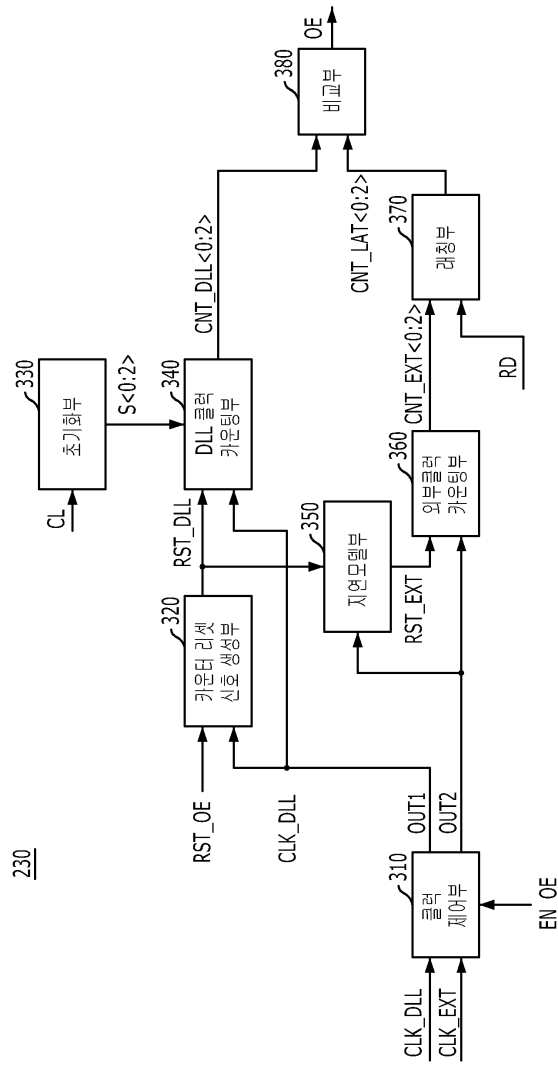 230
CL
초기화부
330
S<0:2>
RST_OE
카운터 리셋
신호 생성부
320
RST_DLL
DLL 클럭
카운팅부
340
CNT_DLL<0:2>
CLK_DLL
지연모델부
350
RST_EXT
비교부
380
OE
CLK_DLL
CLK_EXT
클럭
제어부
310
EN_OE
OUT1
OUT2
외부클럭
카운팅부
360
CNT_EXT<0:2>
RD
래칭부
370
CNT_LAT<0:2>